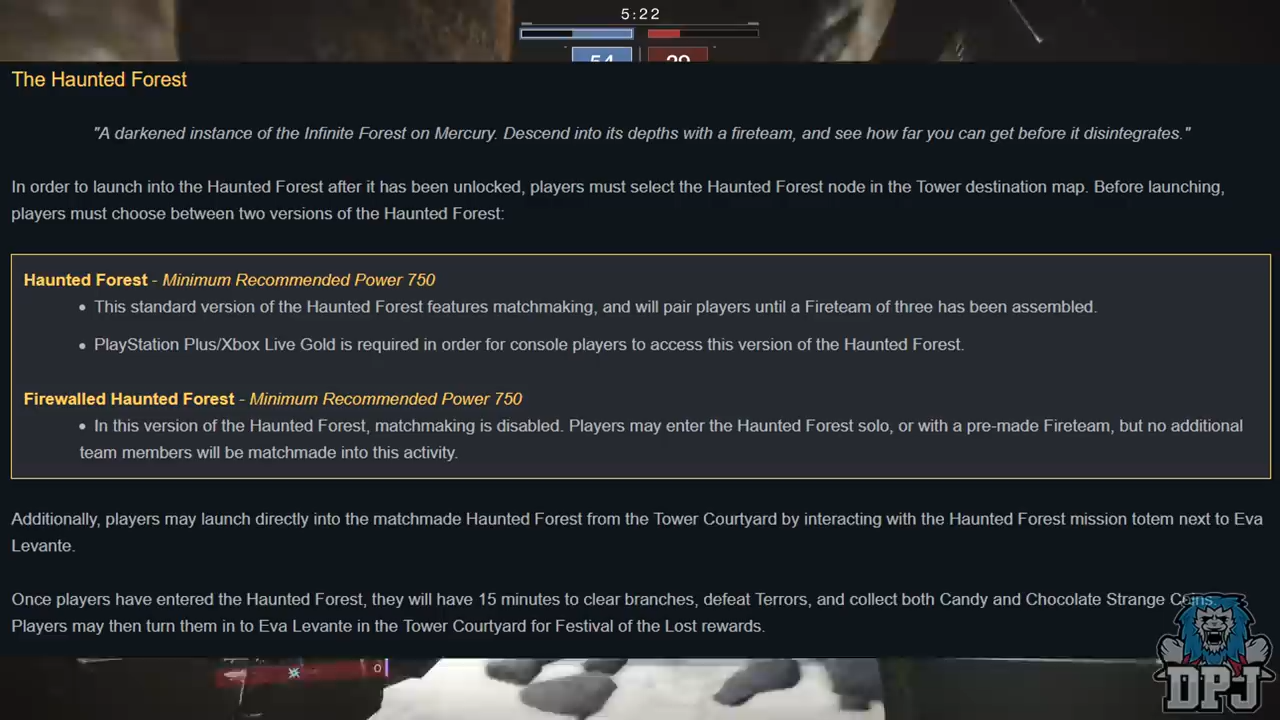 5:22
54 29
The Haunted Forest
"A darkened instance of the Infinite Forest on Mercury. Descend into its depths with a fireteam, and see how far you can get before it disintegrates."
In order to launch into the Haunted Forest after it has been unlocked, players must select the Haunted Forest node in the Tower destination map. Before launching,
players must choose between two versions of the Haunted Forest:
Haunted Forest - Minimum Recommended Power 750
• This standard version of the Haunted Forest features matchmaking, and will pair players until a Fireteam of three has been assembled.
• PlayStation Plus/Xbox Live Gold is required in order for console players to access this version of the Haunted Forest.
Firewalled Haunted Forest - Minimum Recommended Power 750
• In this version of the Haunted Forest, matchmaking is disabled. Players may enter the Haunted Forest solo, or with a pre-made Fireteam, but no additional
team members will be matchmade into this activity.
Additionally, players may launch directly into the matchmade Haunted Forest from the Tower Courtyard by interacting with the Haunted Forest mission totem next to Eva
Levante.
Once players have entered the Haunted Forest, they will have 15 minutes to clear branches, defeat Terrors, and collect both Candy and Chocolate Strange Coins.
Players may then turn them in to Eva Levante in the Tower Courtyard for Festival of the Lost rewards.
0
DPJ